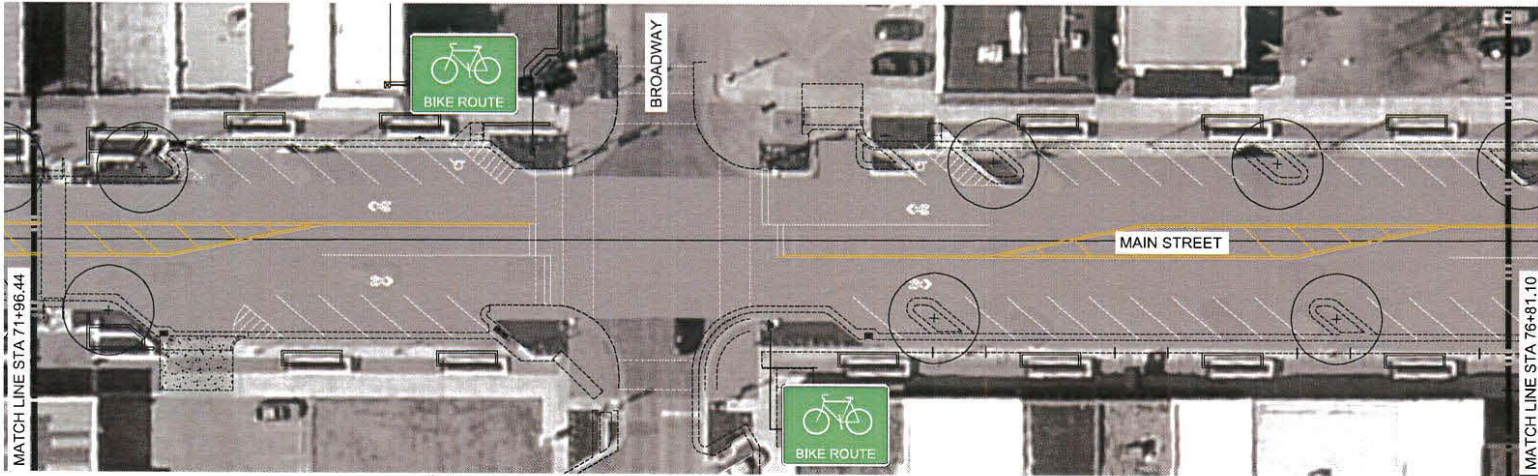 BROADWAY
BIKE ROUTE
MAIN STREET
MATCH LINE STA 71+96.44
MATCH LINE STA 76+81.10
BIKE ROUTE